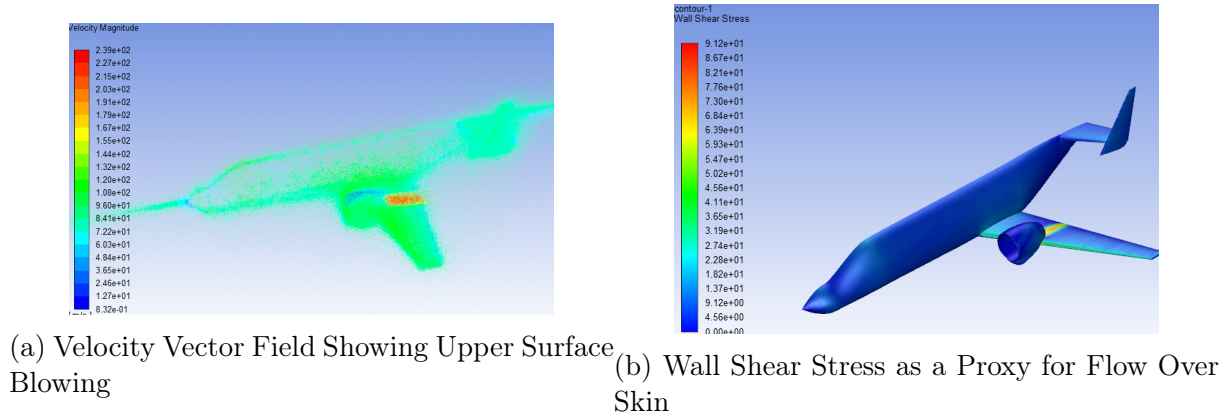 Velocity Magnitude
2.39e+02
2.27e+02
2.15e+02
2.03e+02
1.91e+02
1.79e+02
1.67e+02
1.55e+02
1.44e+02
1.32e+02
1.20e+02
1.08e+02
9.60e+01
8.41e+01
7.22e+01
6.03e+01
4.84e+01
3.65e+01
2.46e+01
1.27e+01
8.32e-01
(a) Velocity Vector Field Showing Upper Surface
Blowing
contour-1
Wall Shear Stress
9.12e+01
8.67e+01
8.21e+01
7.76e+01
7.30e+01
6.84e+01
6.39e+01
5.93e+01
5.47e+01
5.02e+01
4.56e+01
4.11e+01
3.65e+01
3.19e+01
2.74e+01
2.28e+01
1.82e+01
1.37e+01
9.12e+00
4.56e+00
0.00e+00
(b) Wall Shear Stress as a Proxy for Flow Over
Skin